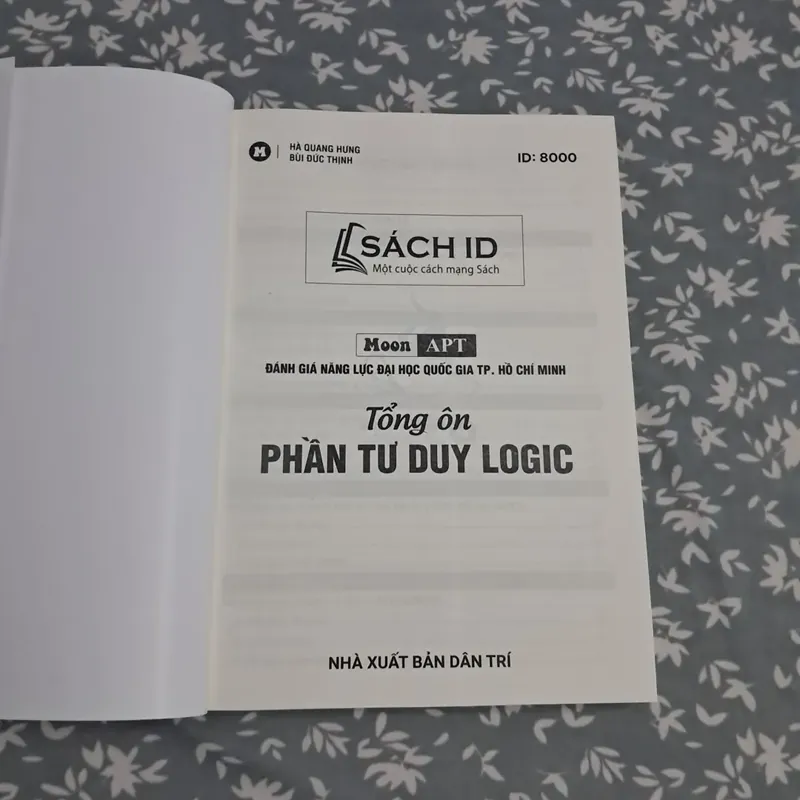 M
HÀ QUANG HƯNG
BÙI ĐỨC THỊNH
ID: 8000
SÁCH ID
Một cuộc cách mạng Sách
Moon APT
ĐÁNH GIÁ NĂNG LỰC ĐẠI HỌC QUỐC GIA TP. HỒ CHÍ MINH
Tổng ôn
PHẦN TƯ DUY LOGIC
NHÀ XUẤT BẢN DÂN TRÍ